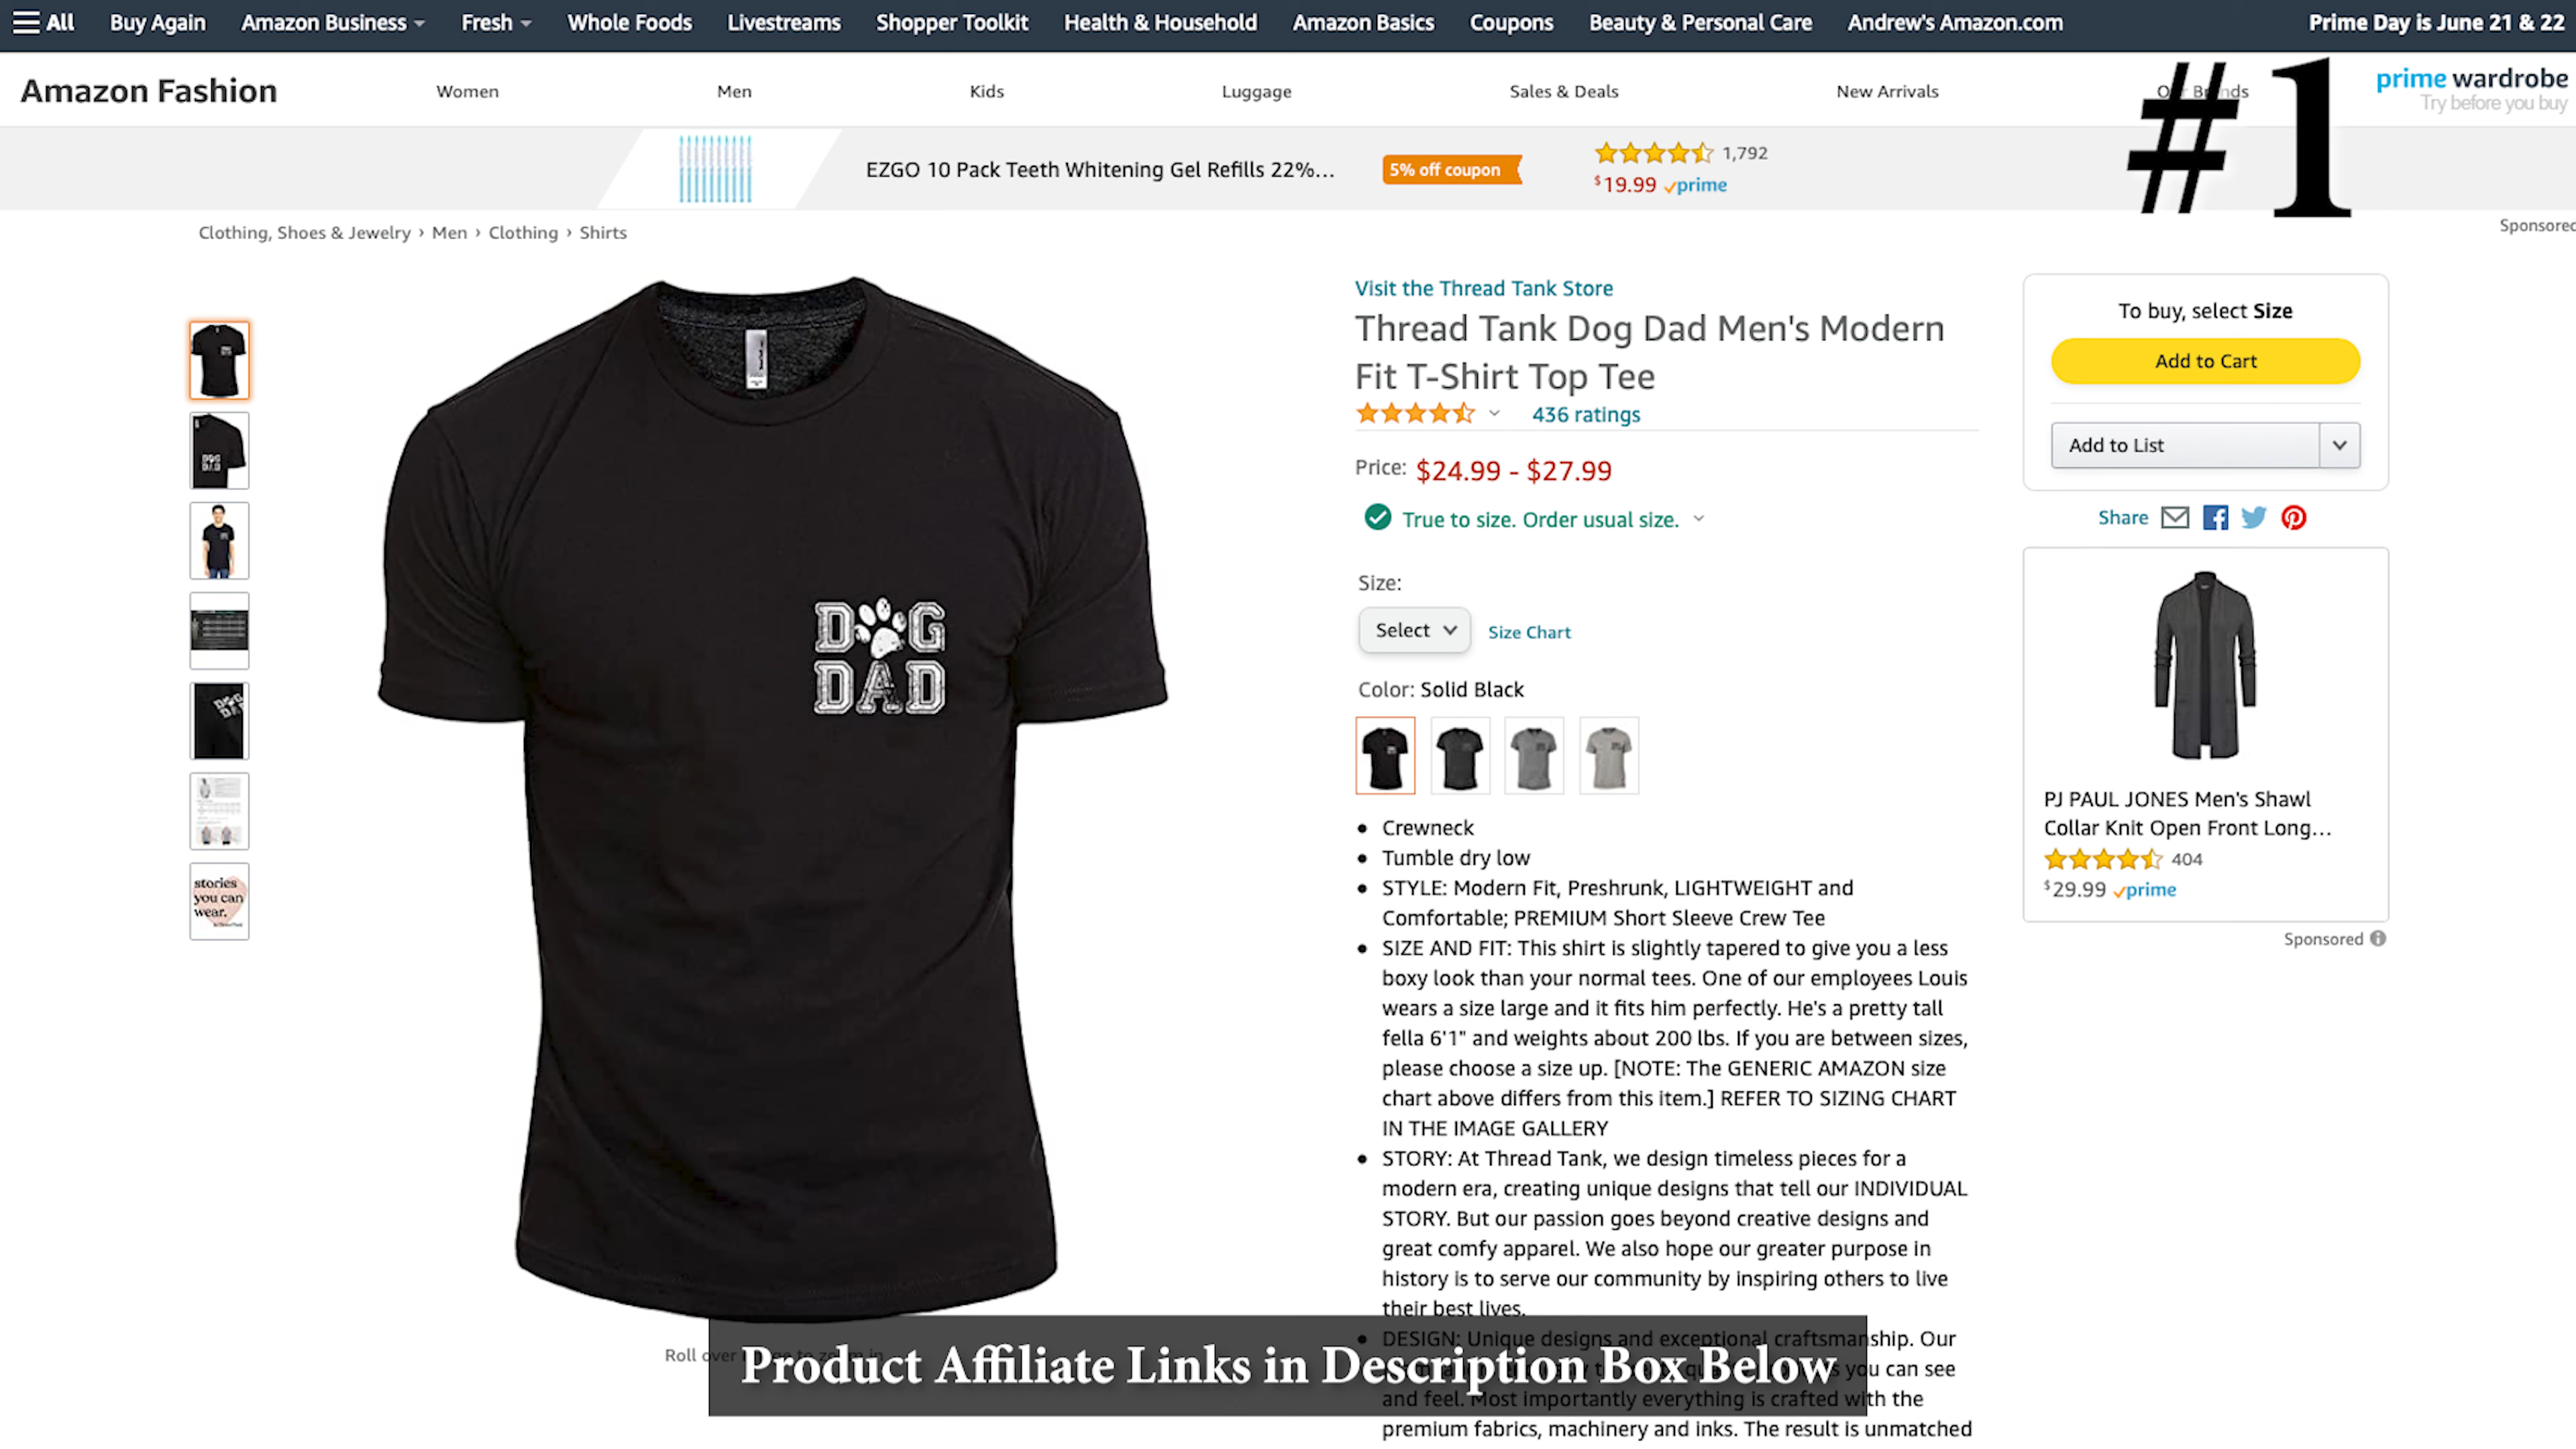 All Buy Again Amazon Business Fresh Whole Foods Livestreams Shopper Toolkit Health & Household Amazon Basics Coupons Beauty & Personal Care Andrew's Amazon.com Prime Day is June 21 & 22
Amazon Fashion Women Men Kids Luggage Sales & Deals New Arrivals
#1
prime wardrobe
Try before you buy
EZGO 10 Pack Teeth Whitening Gel Refills 22%... 5% off coupon 1,792
$19.99 prime
Clothing, Shoes & Jewelry › Men › Clothing › Shirts
Sponsored
DOG
DAD
stories
you can
wear.
Visit the Thread Tank Store
Thread Tank Dog Dad Men's Modern
Fit T-Shirt Top Tee
436 ratings
Price: $24.99 - $27.99
True to size. Order usual size.
Size:
Select Size Chart
Color: Solid Black
• Crewneck
• Tumble dry low
• STYLE: Modern Fit, Preshrunk, LIGHTWEIGHT and
Comfortable; PREMIUM Short Sleeve Crew Tee
• SIZE AND FIT: This shirt is slightly tapered to give you a less
boxy look than your normal tees. One of our employees Louis
wears a size large and it fits him perfectly. He's a pretty tall
fella 6'1" and weights about 200 lbs. If you are between sizes,
please choose a size up. [NOTE: The GENERIC AMAZON size
chart above differs from this item.] REFER TO SIZING CHART
IN THE IMAGE GALLERY
• STORY: At Thread Tank, we design timeless pieces for a
modern era, creating unique designs that tell our INDIVIDUAL
STORY. But our passion goes beyond creative designs and
great comfy apparel. We also hope our greater purpose in
history is to serve our community by inspiring others to live
their best lives.
• DESIGN: Unique designs and exceptional craftsmanship. Our
you can see
and feel. Most importantly everything is crafted with the
premium fabrics, machinery and inks. The result is unmatched
To buy, select Size
Add to Cart
Add to List
Share
PJ PAUL JONES Men's Shawl
Collar Knit Open Front Long...
404
$29.99 prime
Sponsored
Roll over to zoom in
Product Affiliate Links in Description Box Below